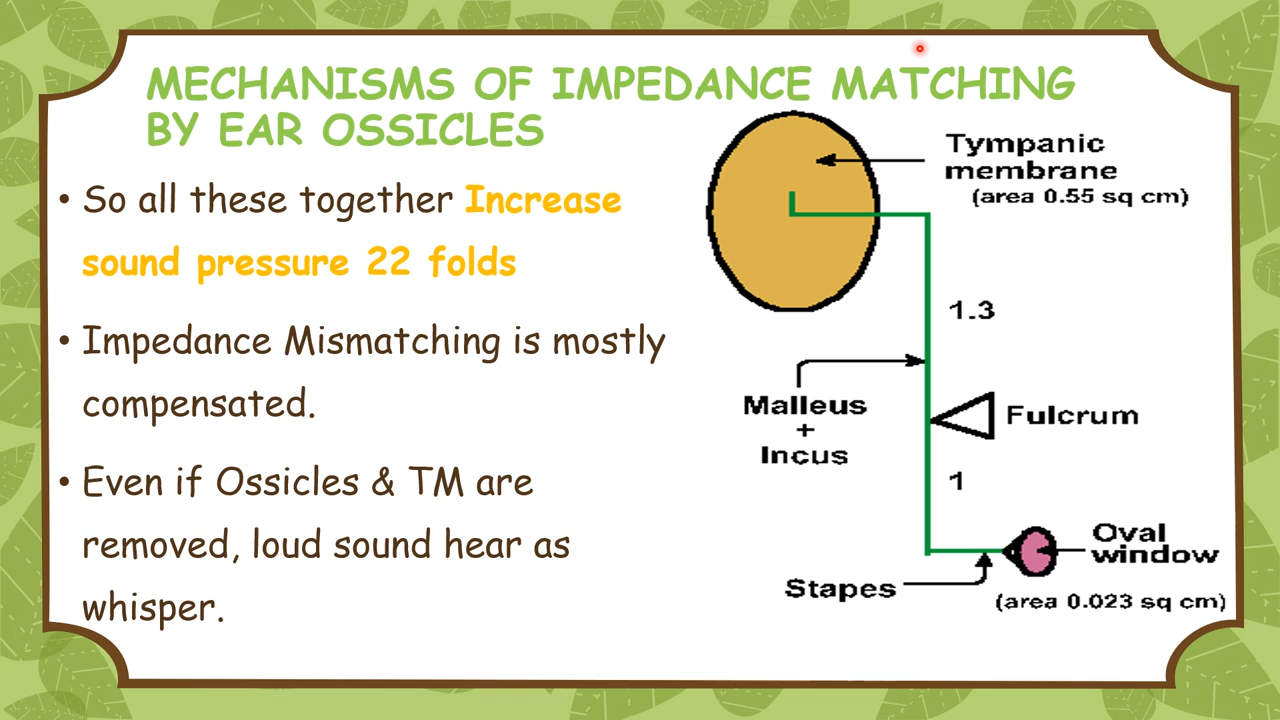 MECHANISMS OF IMPEDANCE MATCHING
BY EAR OSSICLES
• So all these together Increase
sound pressure 22 folds
• Impedance Mismatching is mostly
compensated.
• Even if Ossicles & TM are
removed, loud sound hear as
whisper.
Tympanic
membrane
(area 0.55 sq cm)
1.3
Malleus
+
Incus
Fulcrum
1
Oval
window
Stapes
(area 0.023 sq cm)